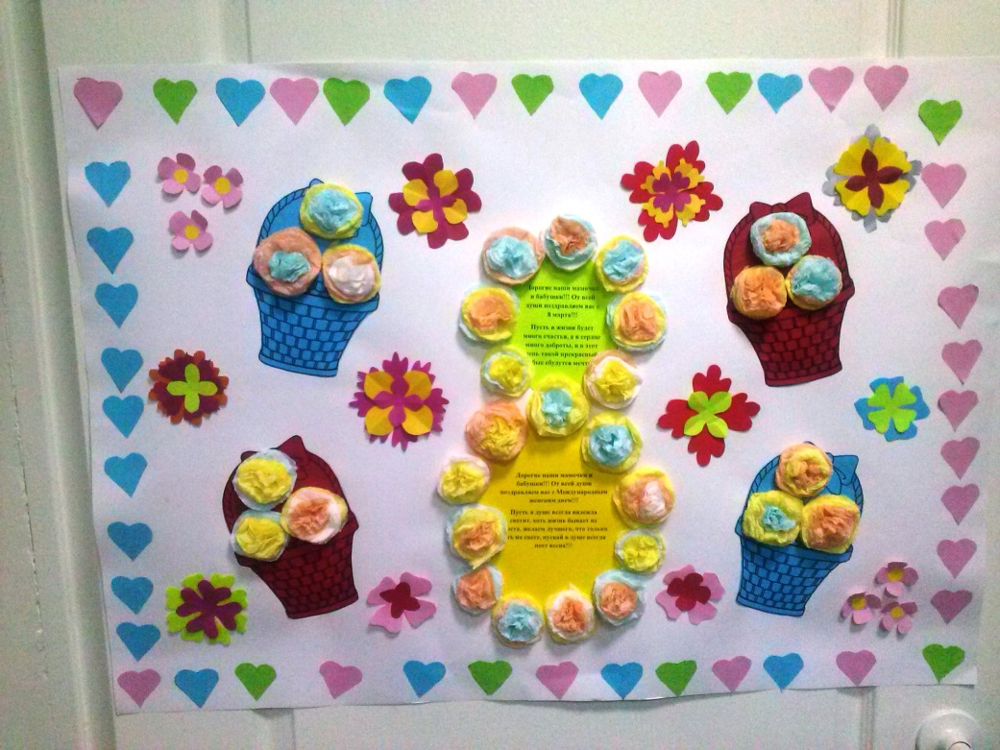 Дорогие наши мамочки
и бабушки!!! От всей
души поздравляем вас с
8 марта!!!
Пусть в жизни будет
много счастья, а в сердце
много доброты, и в этот
день такой прекрасный
сбудутся мечты
Дорогие наши мамочки и
бабушки!!! От всей души
поздравляем вас с Международным
женским днем!!!
Пусть в душе всегда надежда
светит, хоть жизнь бывает не
желаем лучшего, что только
на свете, пускай в душе всегда
поет весна!!!